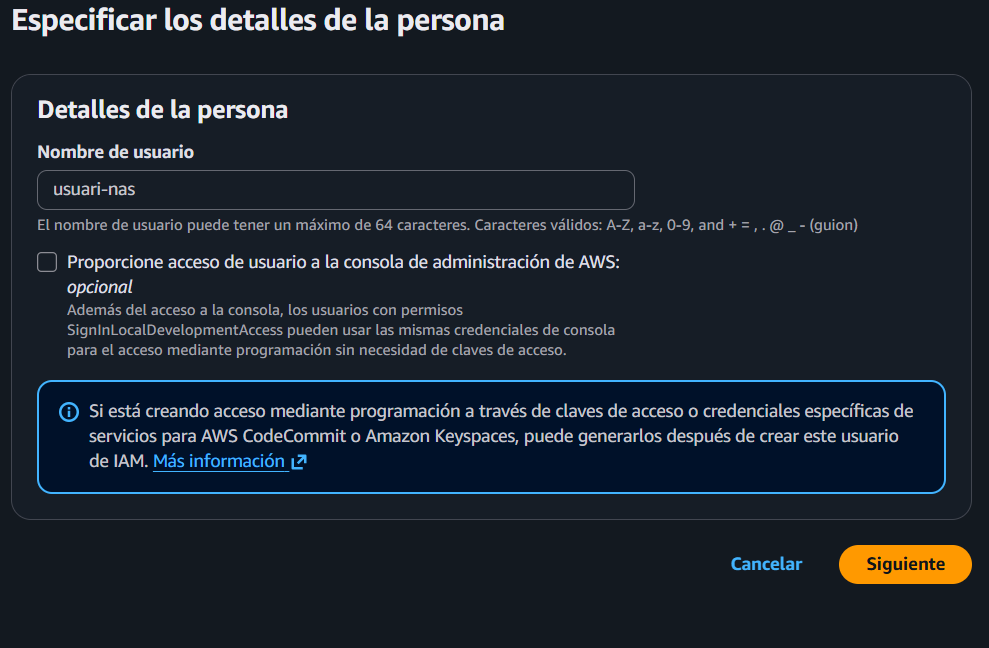 Especificar los detalles de la persona
Detalles de la persona
Nombre de usuario
usuari-nas
El nombre de usuario puede tener un máximo de 64 caracteres. Caracteres válidos: A-Z, a-z, 0-9, and + = , . @ _ - (guion)
Proporcione acceso de usuario a la consola de administración de AWS:
opcional
Además del acceso a la consola, los usuarios con permisos
SignInLocalDevelopmentAccess pueden usar las mismas credenciales de consola
para el acceso mediante programación sin necesidad de claves de acceso.
Si está creando acceso mediante programación a través de claves de acceso o credenciales específicas de
servicios para AWS CodeCommit o Amazon Keyspaces, puede generarlos después de crear este usuario
de IAM. Más información
Cancelar
Siguiente